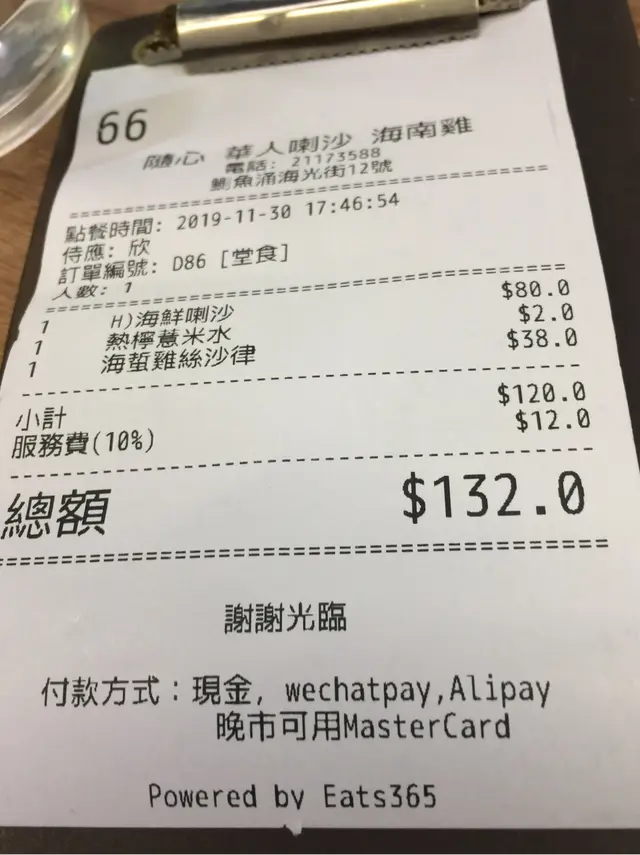 66
隨心 華人喇沙 海南雞
電話: 21173588
鰂魚涌海光街12號
點餐時間: 2019-11-30 17:46:54
侍應: 欣
訂單編號: D86 [堂食]
人數: 1
1 H)海鮮喇沙 $80.0
1 熱檸薏米水 $2.0
1 海蜇雞絲沙律 $38.0
小計 $120.0
服務費(10%) $12.0
總額 $132.0
謝謝光臨
付款方式：現金, wechatpay,Alipay
晚市可用MasterCard
Powered by Eats365